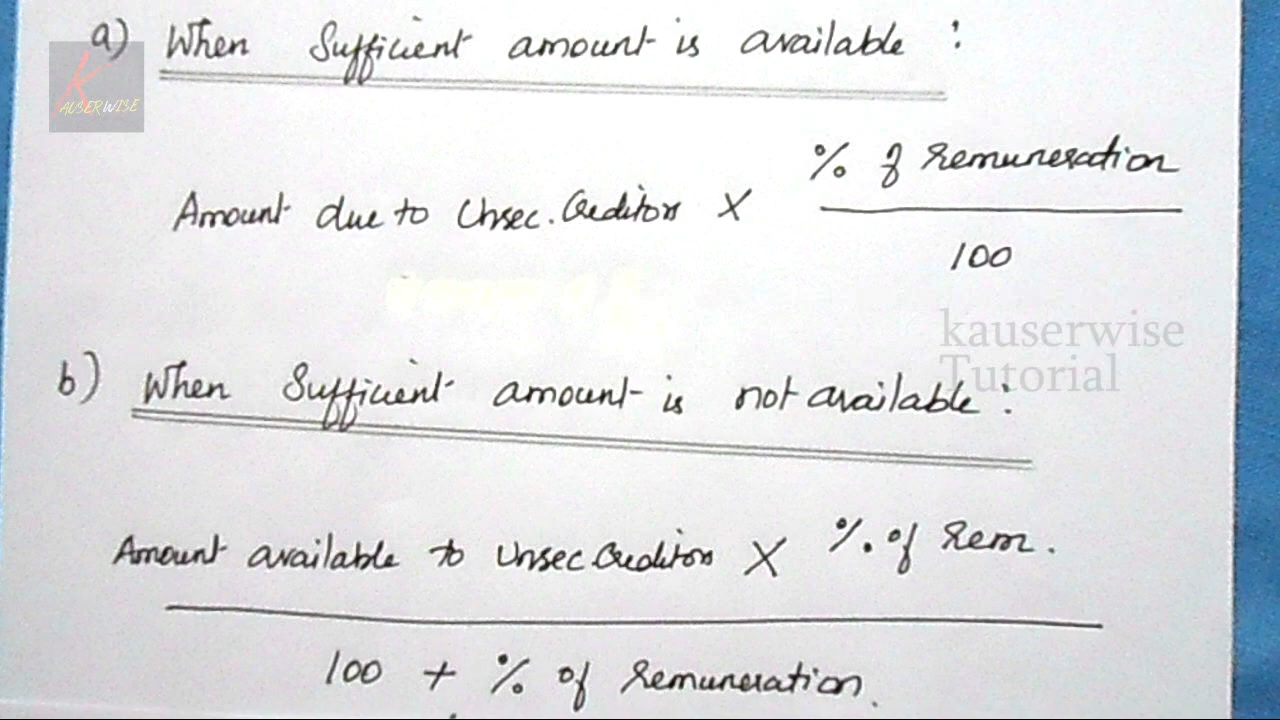 a) When Sufficient amount is available :
KAUSERWISE
% of remuneration
Amount due to Unsec. Creditors X
100
kauserwise
Tutorial
b) When Sufficient amount is not available :
Amount available to Unsec Creditors X % of rem.
100 + % of remuneration.